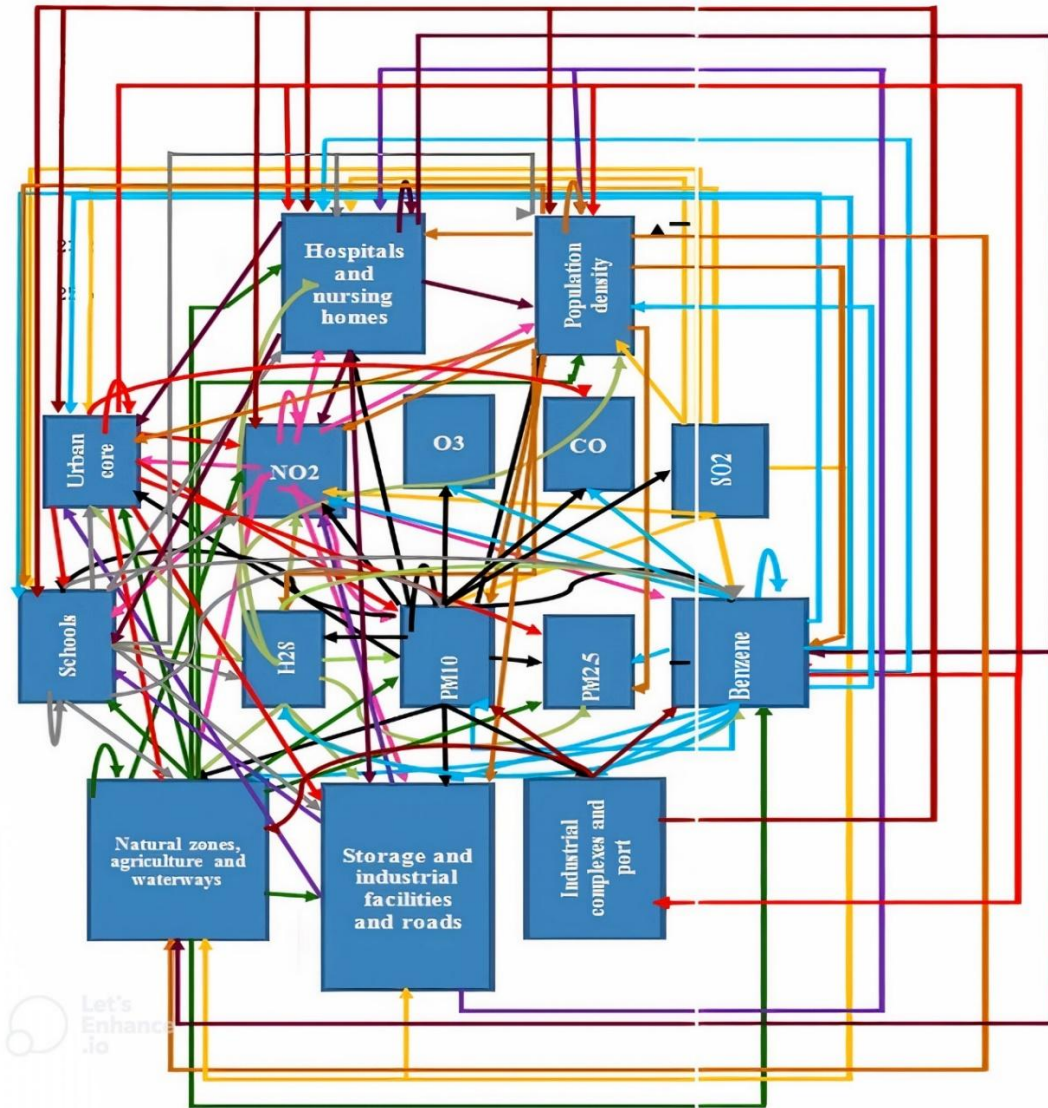 Hospitals
and
nursing
homes
Population
density
Urban
core
NO2
O3
CO
SO2
Schools
H2S
PM10
PM2.5
Benzene
Natural zones,
agriculture and
waterways
Storage and
industrial
facilities
and roads
Industrial
complexes and
port
Let's
Enhance
.io